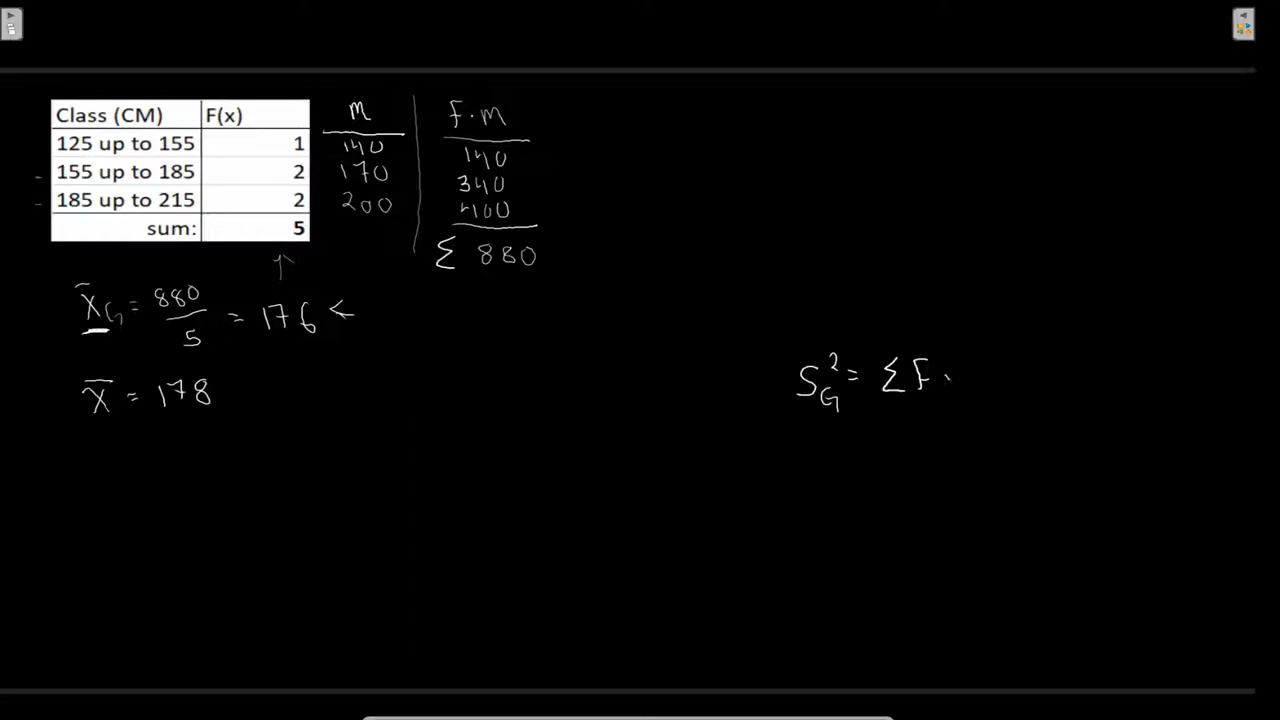 Class (CM) F(x) M F·M
125 up to 155 1 140 140
155 up to 185 2 170 340
185 up to 215 2 200 400
sum: 5 Σ 880
x̄G = 880/5 = 176 <
x̄ = 178
S²G = ΣF·